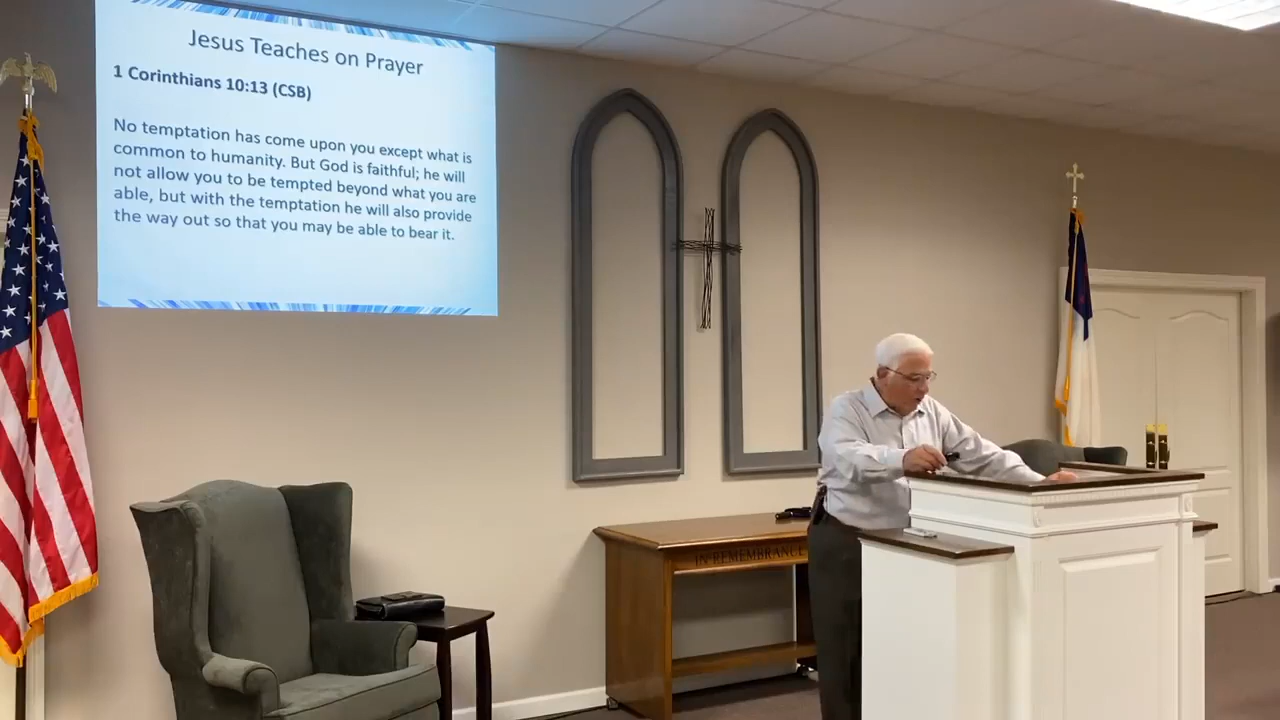 Jesus Teaches on Prayer
1 Corinthians 10:13 (CSB)
No temptation has come upon you except what is
common to humanity. But God is faithful; he will
not allow you to be tempted beyond what you are
able, but with the temptation he will also provide
the way out so that you may be able to bear it.
IN REMEMBRANCE